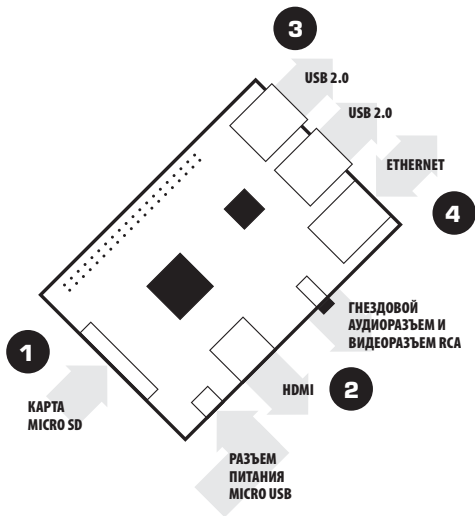 3
USB 2.0
USB 2.0
ETHERNET
4
ГНЕЗДОВОЙ
АУДИОРАЗЪЕМ И
ВИДЕОРАЗЪЕМ RCA
1
КАРТА
MICRO SD
HDMI
2
РАЗЪЕМ
ПИТАНИЯ
MICRO USB